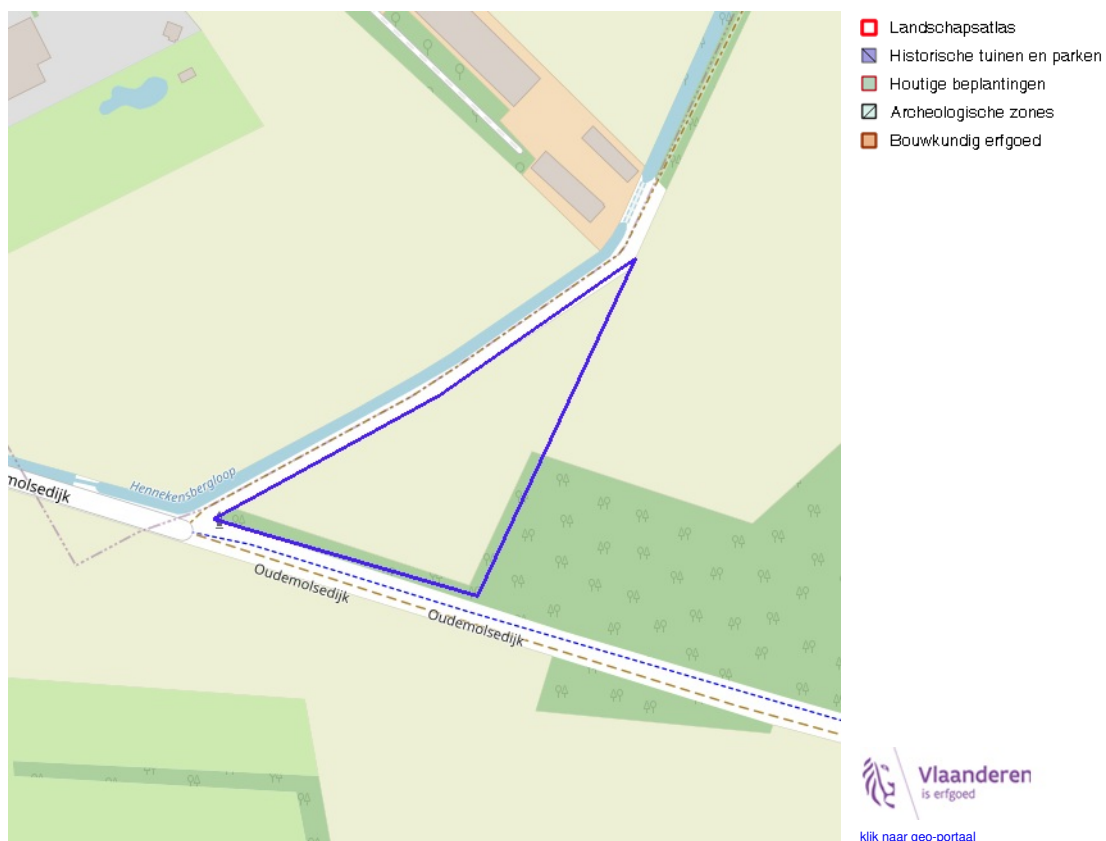 Landschapsatlas
Historische tuinen en parken
Houtige beplantingen
Archeologische zones
Bouwkundig erfgoed
Hennekensbergloop
molsedijk
Oudemolsedijk
Oudemolsedijk
Vlaanderen
is erfgoed
klik naar geo-portaal